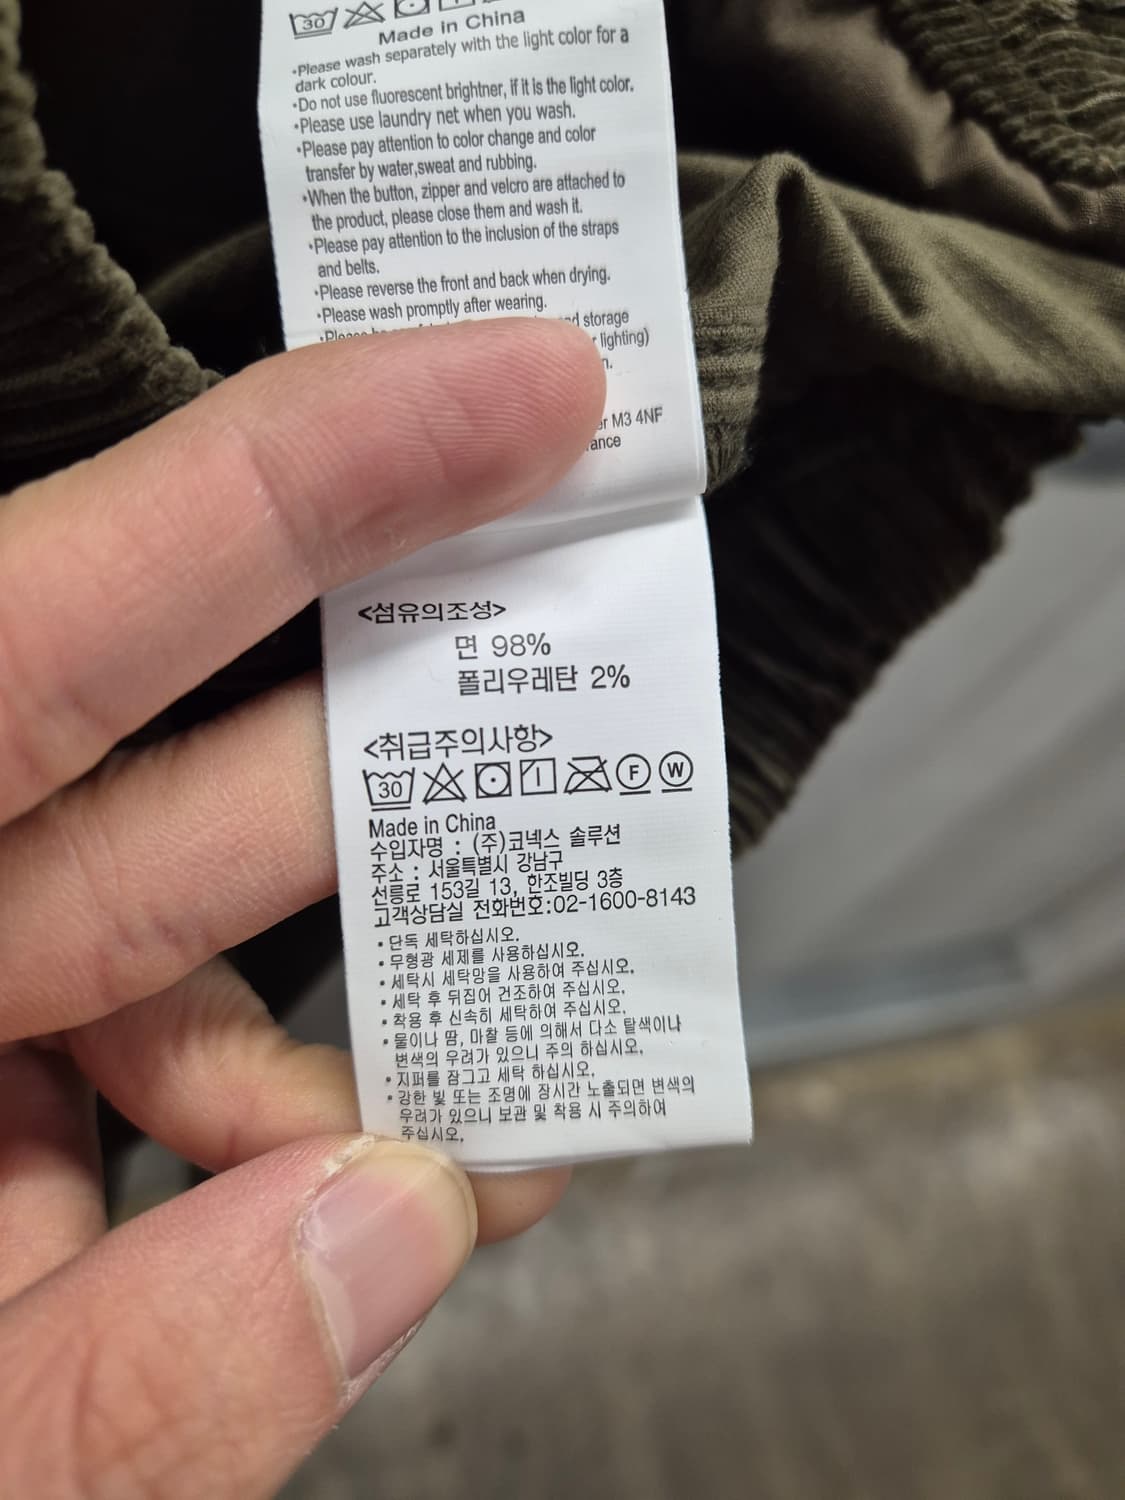 30
Made in China
•Please wash separately with the light color for a
dark colour.
•Do not use fluorescent brightner, if it is the light color.
•Please use laundry net when you wash.
•Please pay attention to color change and color
transfer by water,sweat and rubbing.
•When the button, zipper and velcro are attached to
the product, please close them and wash it.
•Please pay attention to the inclusion of the straps
and belts.
•Please reverse the front and back when drying.
•Please wash promptly after wearing.
•Please be storage
lighting)
M3 4NF
<섬유의조성>
면 98%
폴리우레탄 2%
<취급주의사항>
30 F W
Made in China
수입자명 : (주)코넥스 솔루션
주소 : 서울특별시 강남구
선릉로 153길 13, 한조빌딩 3층
고객상담실 전화번호:02-1600-8143
• 단독 세탁하십시오.
• 무형광 세제를 사용하십시오.
• 세탁시 세탁망을 사용하여 주십시오.
• 세탁 후 뒤집어 건조하여 주십시오.
• 착용 후 신속히 세탁하여 주십시오.
• 물이나 땀, 마찰 등에 의해서 다소 탈색이나
변색의 우려가 있으니 주의 하십시오.
• 지퍼를 잠그고 세탁 하십시오.
• 강한 빛 또는 조명에 장시간 노출되면 변색의
우려가 있으니 보관 및 착용 시 주의하여
주십시오.